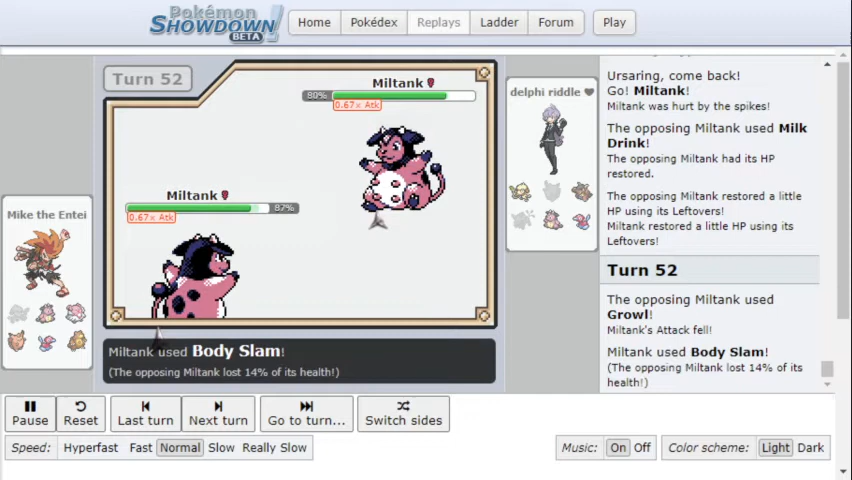 Pokémon
SHOWDOWN!
BETA
Home
Pokédex
Replays
Ladder
Forum
Play
Turn 52
Miltank
80%
0.67× Atk
Miltank
87%
0.67× Atk
Miltank used Body Slam!
(The opposing Miltank lost 14% of its health!)
Mike the Entei
delphi riddle
Ursaring, come back!
Go! Miltank!
Miltank was hurt by the spikes!
The opposing Miltank used Milk
Drink!
The opposing Miltank had its HP
restored.
The opposing Miltank restored a little
HP using its Leftovers!
Miltank restored a little HP using its
Leftovers!
Turn 52
The opposing Miltank used
Growl!
Miltank's Attack fell!
Miltank used Body Slam!
(The opposing Miltank lost 14% of its
health!)
Pause
Reset
Last turn
Next turn
Go to turn...
Switch sides
Speed:
Hyperfast
Fast
Normal
Slow
Really Slow
Music:
On
Off
Color scheme:
Light
Dark